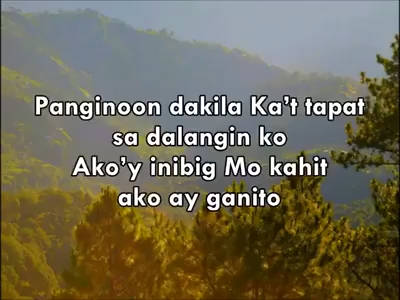 Panginoon dakila Ka’t tapat
sa dalangin ko
Ako’y inibig Mo kahit
ako ay ganito